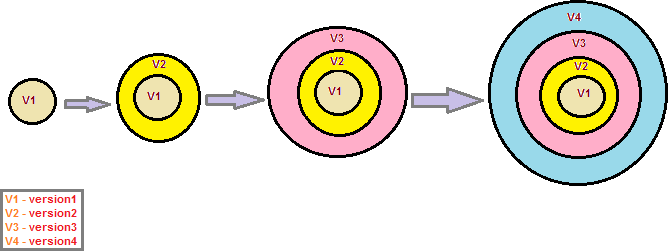 V1
V2
V1
V3
V2
V1
V4
V3
V2
V1
V1 - version1
V2 - version2
V3 - version3
V4 - version4